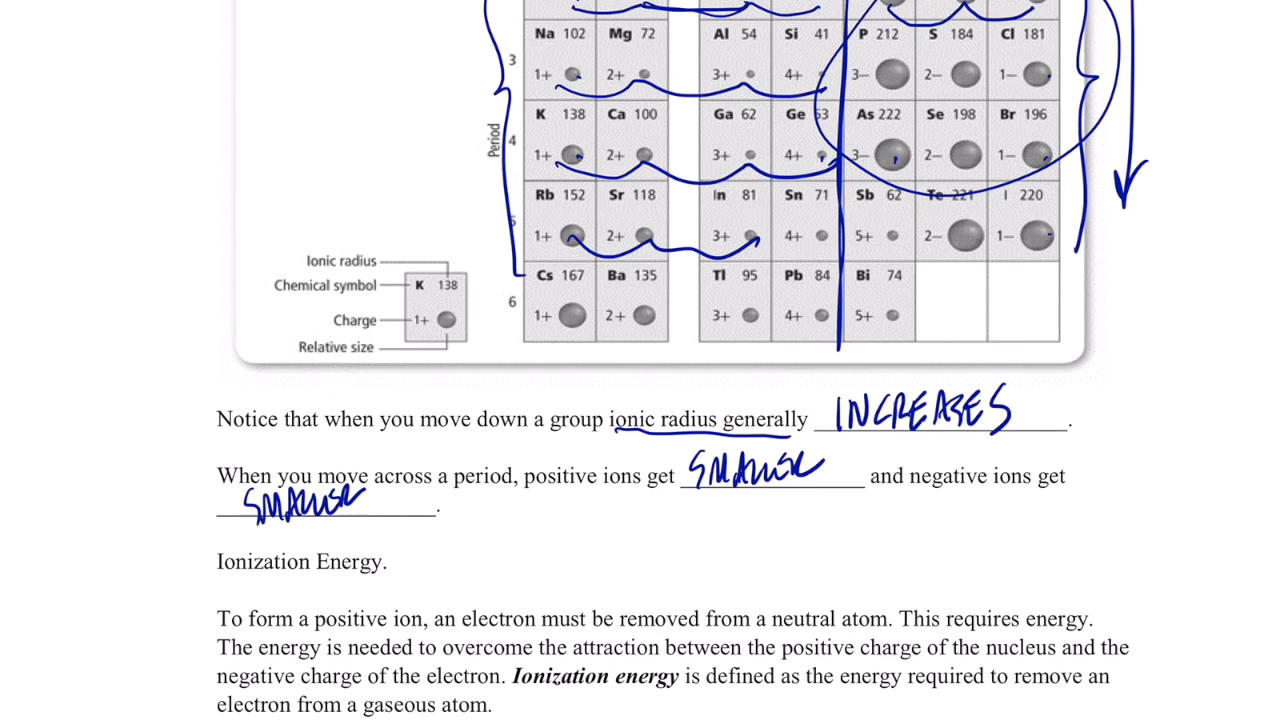 Na 102 Mg 72 Al 54 Si 41 P 212 S 184 Cl 181
3
1+ 2+ 3+ 4+ 3– 2– 1–
K 138 Ca 100 Ga 62 Ge 53 As 222 Se 198 Br 196
Period
4
1+ 2+ 3+ 4+ 3– 2– 1–
Rb 152 Sr 118 In 81 Sn 71 Sb 62 Te 221 I 220
5
1+ 2+ 3+ 4+ 5+ 2– 1–
Ionic radius
Cs 167 Ba 135 Tl 95 Pb 84 Bi 74
Chemical symbol K 138
6
Charge 1+
1+ 2+ 3+ 4+ 5+
Relative size
Notice that when you move down a group ionic radius generally INCREASES.
When you move across a period, positive ions get SMALLER and negative ions get
SMALLER.
Ionization Energy.
To form a positive ion, an electron must be removed from a neutral atom. This requires energy.
The energy is needed to overcome the attraction between the positive charge of the nucleus and the
negative charge of the electron. Ionization energy is defined as the energy required to remove an
electron from a gaseous atom.